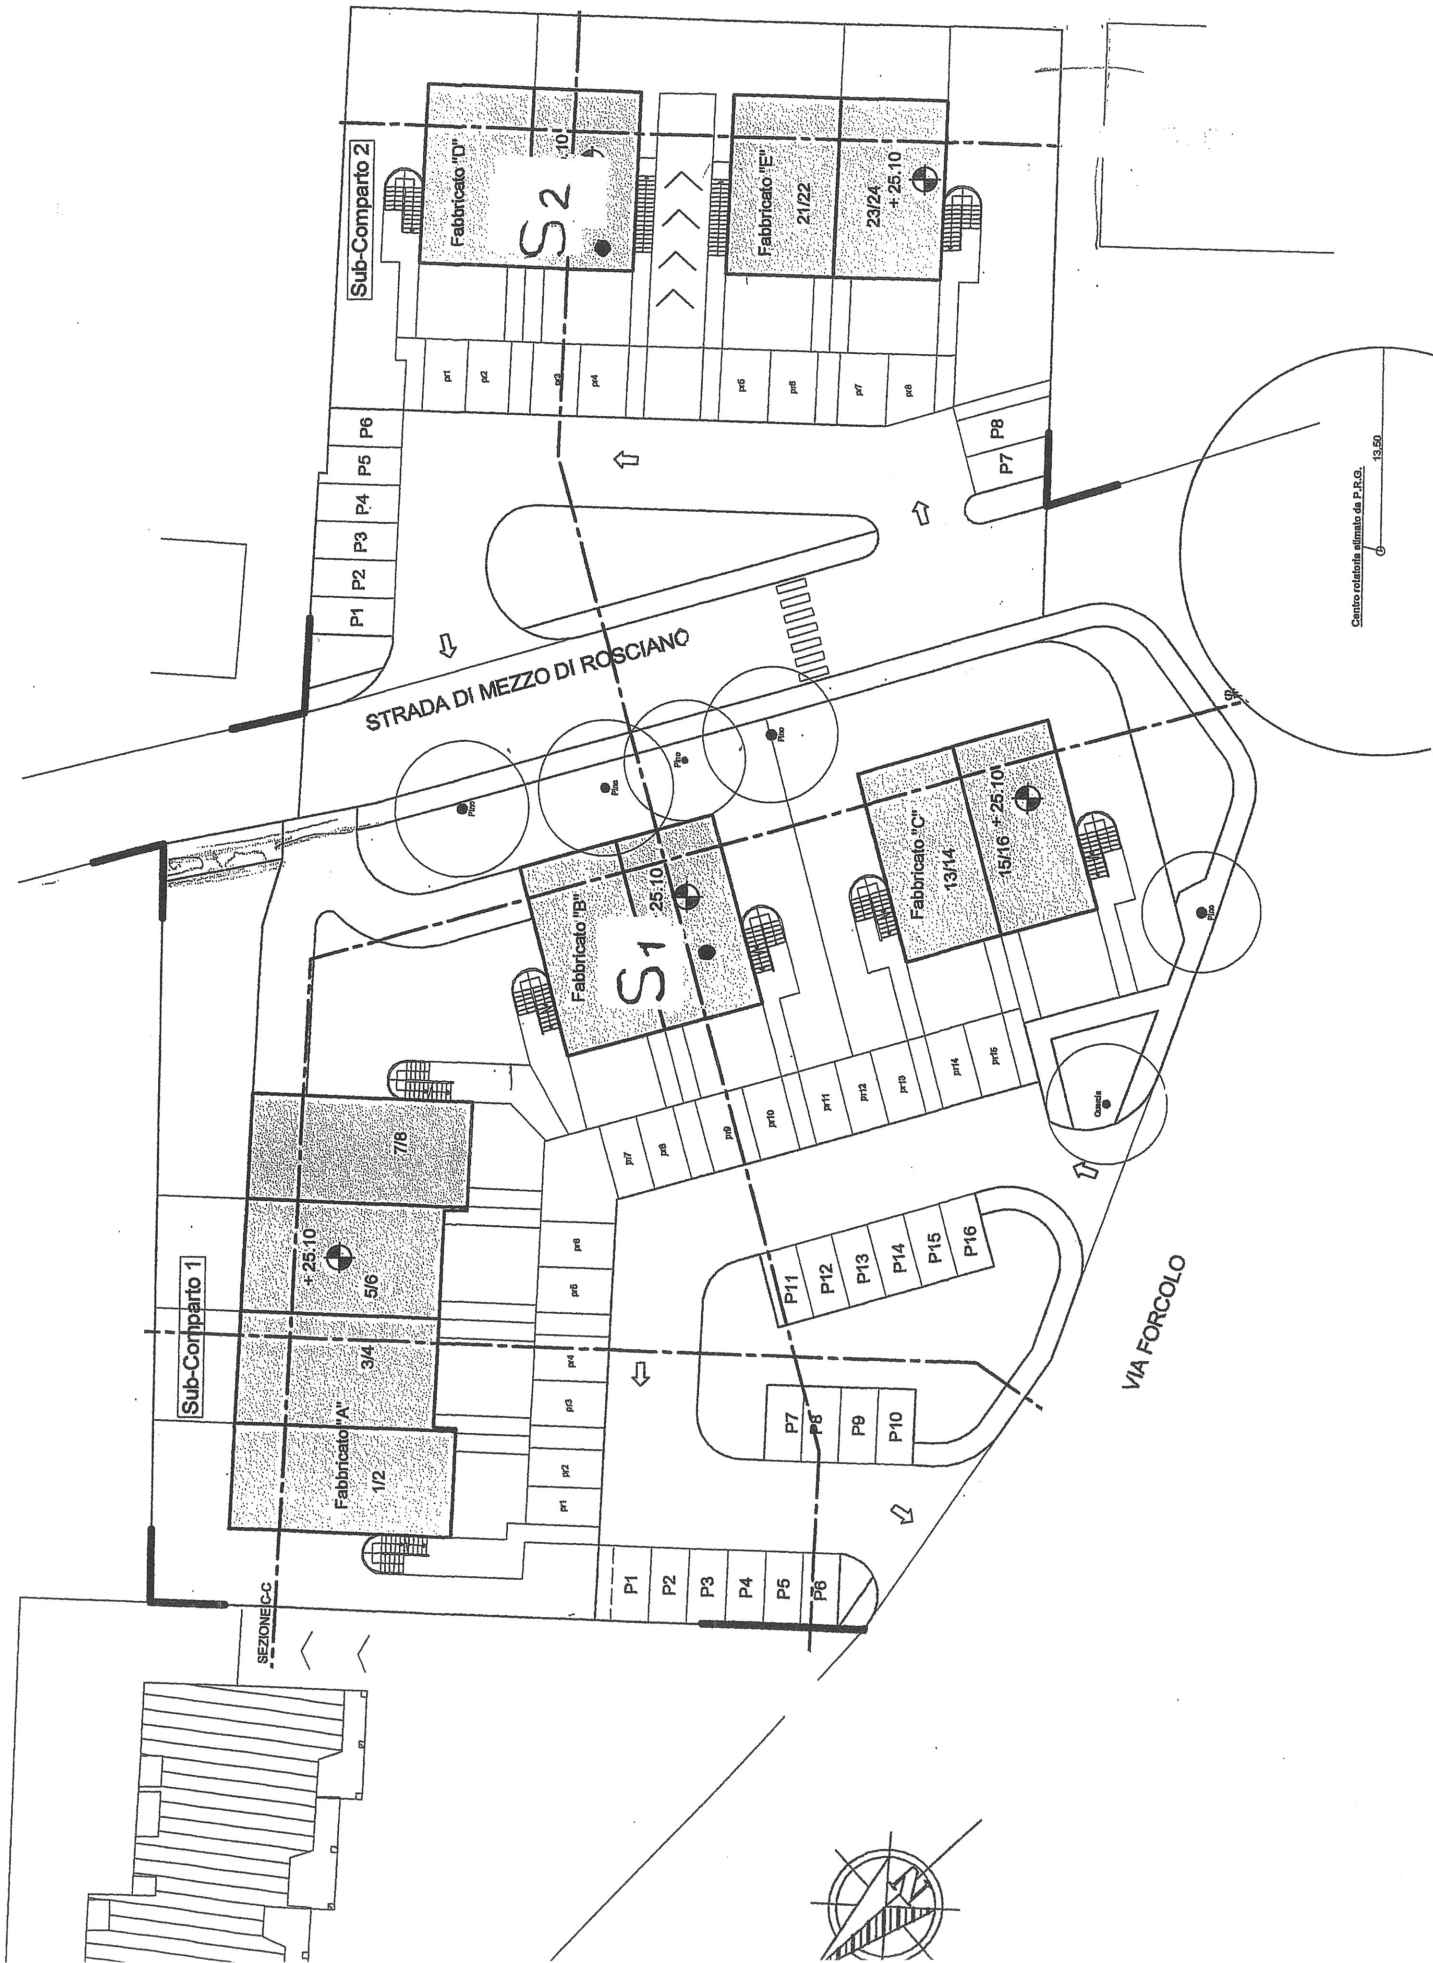 Sub-Comparto 2
Fabbricato "D"
S2
.10
Fabbricato "E"
21/22
23/24
+ 25.10
pr1
pr2
pr3
pr4
pr5
pr6
pr7
pr8
P1
P2
P3
P4
P5
P6
P7
P8
STRADA DI MEZZO DI ROSCIANO
Centro rotatoria stimato da P.R.G.
13,50
Pino
Pino
Pino
Pino
Fabbricato "B"
S1
25.10
Fabbricato "C"
13/14
15/16
+ 25.10
Pino
Quercia
Sub-Comparto 1
Fabbricato "A"
1/2
3/4
5/6
7/8
+ 25.10
pr1
pr2
pr3
pr4
pr5
pr6
pr7
pr8
pr9
pr10
pr11
pr12
pr13
pr14
pr15
P1
P2
P3
P4
P5
P6
P7
P8
P9
P10
P11
P12
P13
P14
P15
P16
VIA FORCOLO
SEZIONE C-C
N